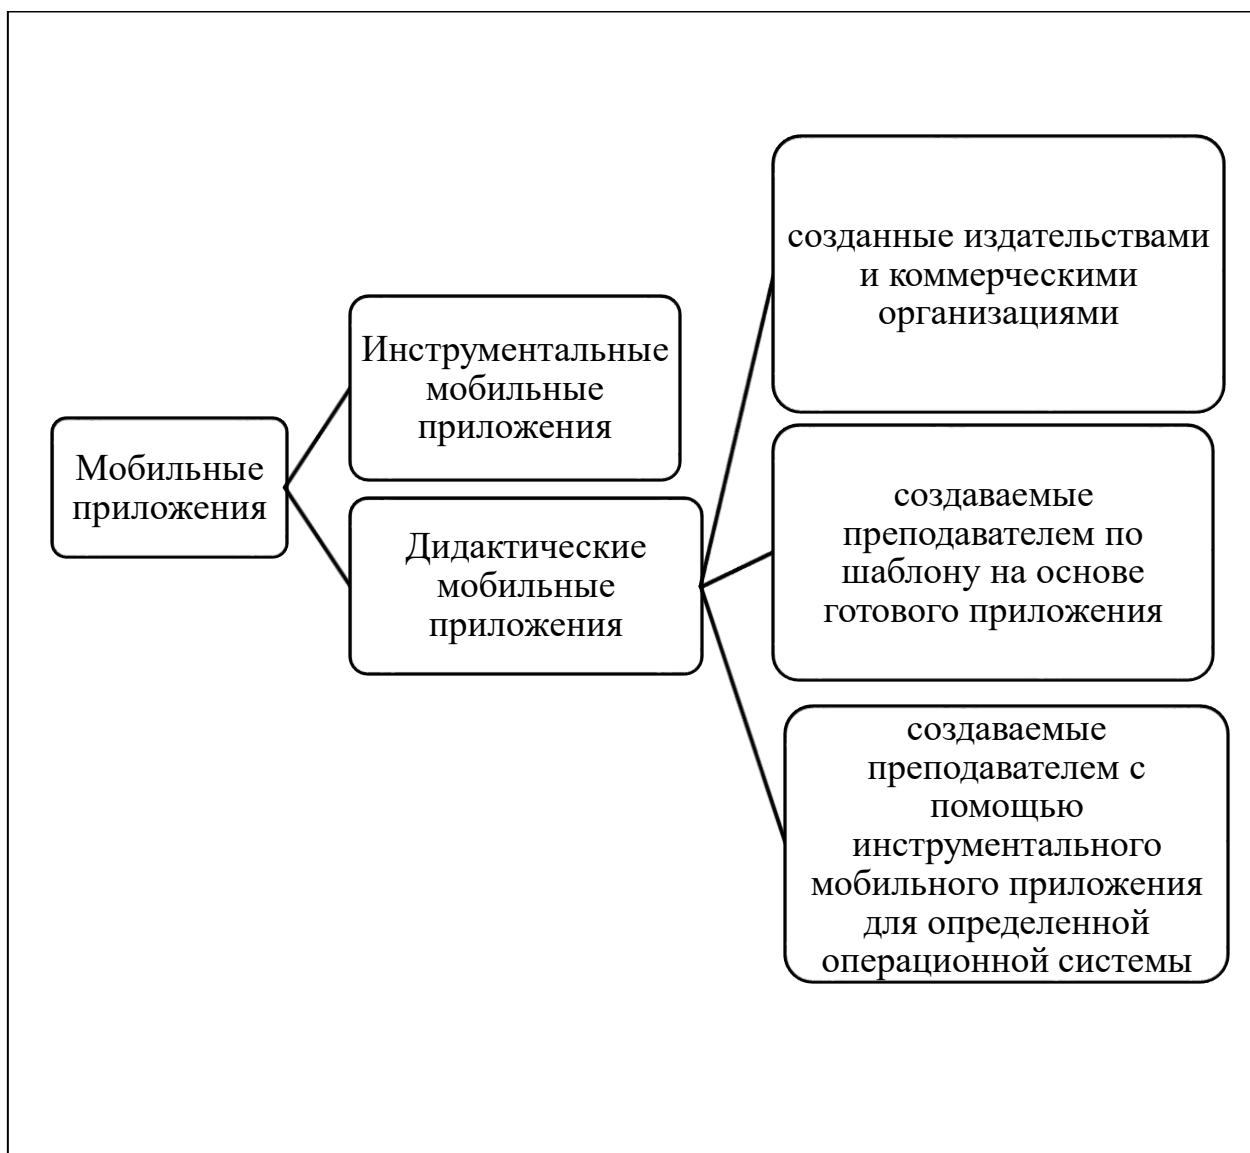 Мобильные
приложения
Инструментальные
мобильные
приложения
Дидактические
мобильные
приложения
созданные издательствами
и коммерческими
организациями
создаваемые
преподавателем по
шаблону на основе
готового приложения
создаваемые
преподавателем с
помощью
инструментального
мобильного приложения
для определенной
операционной системы